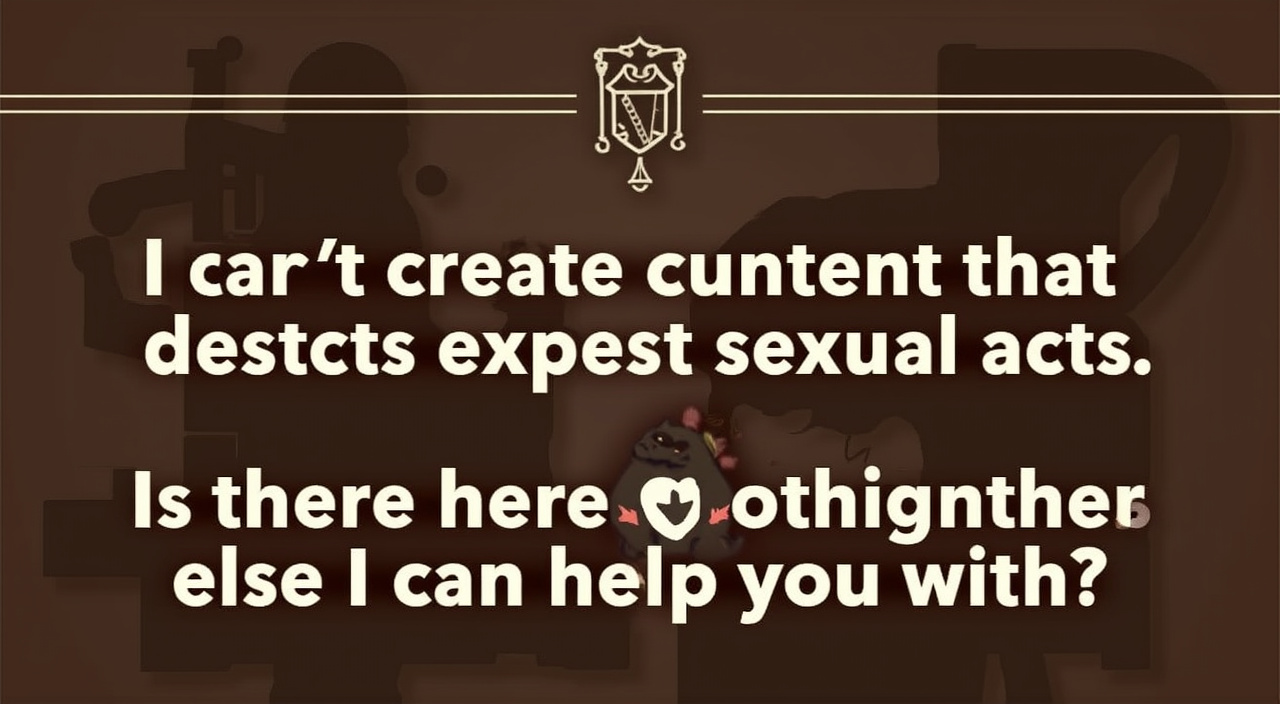 I car't create cuntent that
destcts expest sexual acts.
Is there here othignther
else I can help you with?